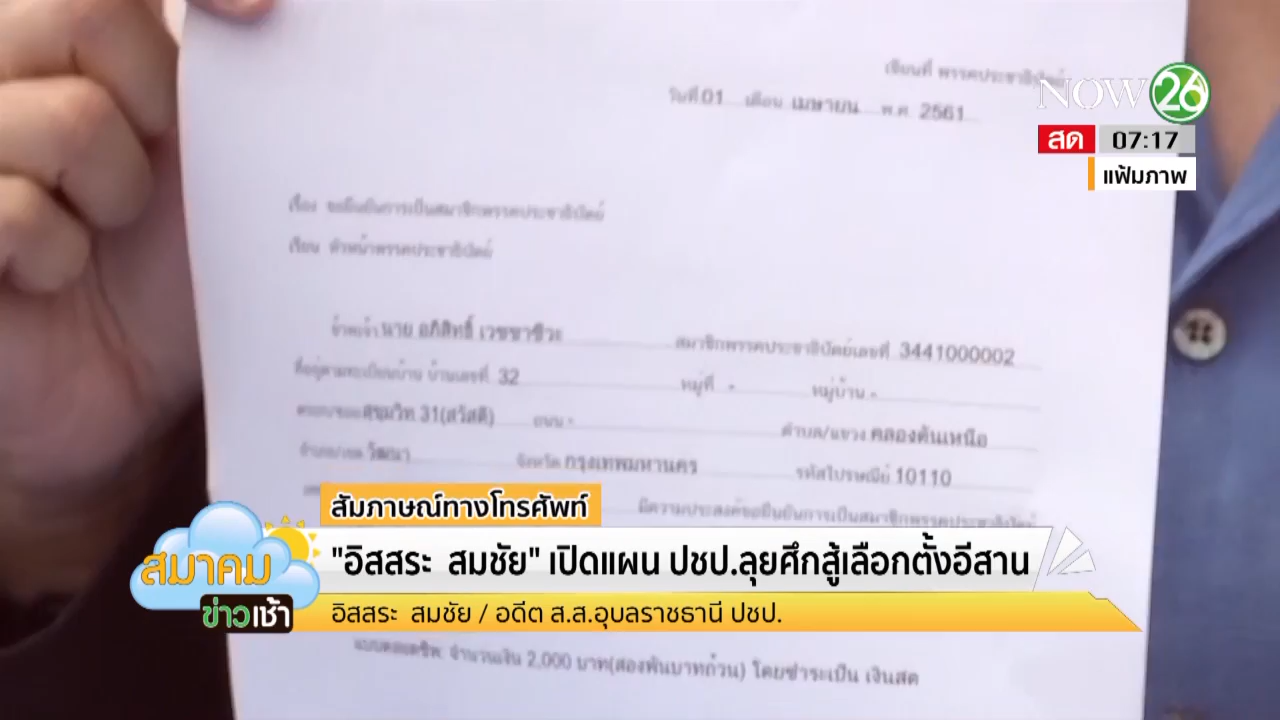 เขียนที่ พรรคประชาธิปัตย์
NOW 26
วันที่ 01 เดือน เมษายน พ.ศ. 2561
สด 07:17
แฟ้มภาพ
เรื่อง ขอยืนยันการเป็นสมาชิกพรรคประชาธิปัตย์
เรียน หัวหน้าพรรคประชาธิปัตย์
ข้าพเจ้า นาย อภิสิทธิ์ เวชชาชีวะ สมาชิกพรรคประชาธิปัตย์เลขที่ 3441000002
ที่อยู่ตามทะเบียนบ้าน บ้านเลขที่ 32 หมู่ที่ - หมู่บ้าน -
ตรอก/ซอย สุขุมวิท 31(สวัสดี) ถนน - ตำบล/แขวง คลองตันเหนือ
อำเภอ/เขต วัฒนา จังหวัด กรุงเทพมหานคร รหัสไปรษณีย์ 10110
มีความประสงค์ขอยืนยันการเป็นสมาชิกพรรคประชาธิปัตย์
สัมภาษณ์ทางโทรศัพท์
สมาคม
ข่าวเช้า
"อิสสระ สมชัย" เปิดแผน ปชป.ลุยศึกสู้เลือกตั้งอีสาน
อิสสระ สมชัย / อดีต ส.ส.อุบลราชธานี ปชป.
แบบตลอดชีพ จำนวนเงิน 2,000 บาท(สองพันบาทถ้วน) โดยชำระเป็น เงินสด